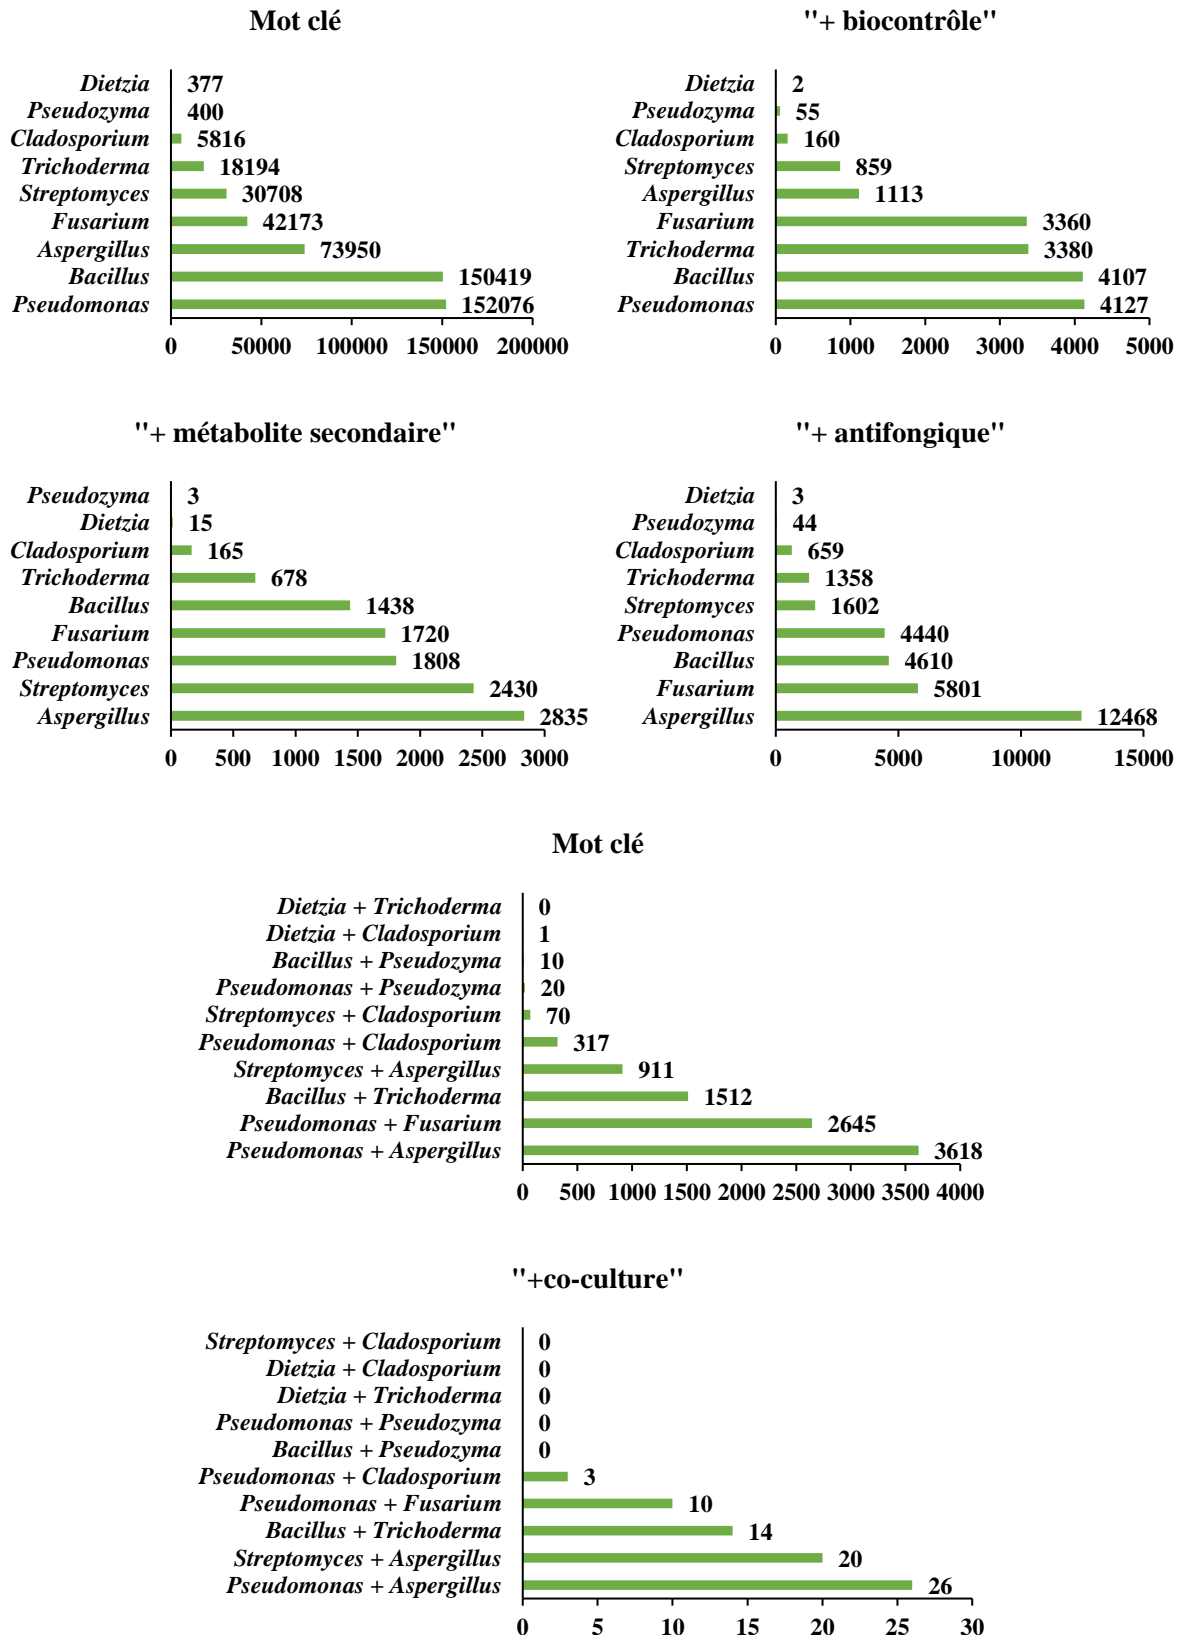 Mot clé
Dietzia 377
Pseudozyma 400
Cladosporium 5816
Trichoderma 18194
Streptomyces 30708
Fusarium 42173
Aspergillus 73950
Bacillus 150419
Pseudomonas 152076
0 50000 100000 150000 200000
"+ biocontrôle"
Dietzia 2
Pseudozyma 55
Cladosporium 160
Streptomyces 859
Aspergillus 1113
Fusarium 3360
Trichoderma 3380
Bacillus 4107
Pseudomonas 4127
0 1000 2000 3000 4000 5000
"+ métabolite secondaire"
Pseudozyma 3
Dietzia 15
Cladosporium 165
Trichoderma 678
Bacillus 1438
Fusarium 1720
Pseudomonas 1808
Streptomyces 2430
Aspergillus 2835
0 500 1000 1500 2000 2500 3000
"+ antifongique"
Dietzia 3
Pseudozyma 44
Cladosporium 659
Trichoderma 1358
Streptomyces 1602
Pseudomonas 4440
Bacillus 4610
Fusarium 5801
Aspergillus 12468
0 5000 10000 15000
Mot clé
Dietzia + Trichoderma 0
Dietzia + Cladosporium 1
Bacillus + Pseudozyma 10
Pseudomonas + Pseudozyma 20
Streptomyces + Cladosporium 70
Pseudomonas + Cladosporium 317
Streptomyces + Aspergillus 911
Bacillus + Trichoderma 1512
Pseudomonas + Fusarium 2645
Pseudomonas + Aspergillus 3618
0 500 1000 1500 2000 2500 3000 3500 4000
"+co-culture"
Streptomyces + Cladosporium 0
Dietzia + Cladosporium 0
Dietzia + Trichoderma 0
Pseudomonas + Pseudozyma 0
Bacillus + Pseudozyma 0
Pseudomonas + Cladosporium 3
Pseudomonas + Fusarium 10
Bacillus + Trichoderma 14
Streptomyces + Aspergillus 20
Pseudomonas + Aspergillus 26
0 5 10 15 20 25 30